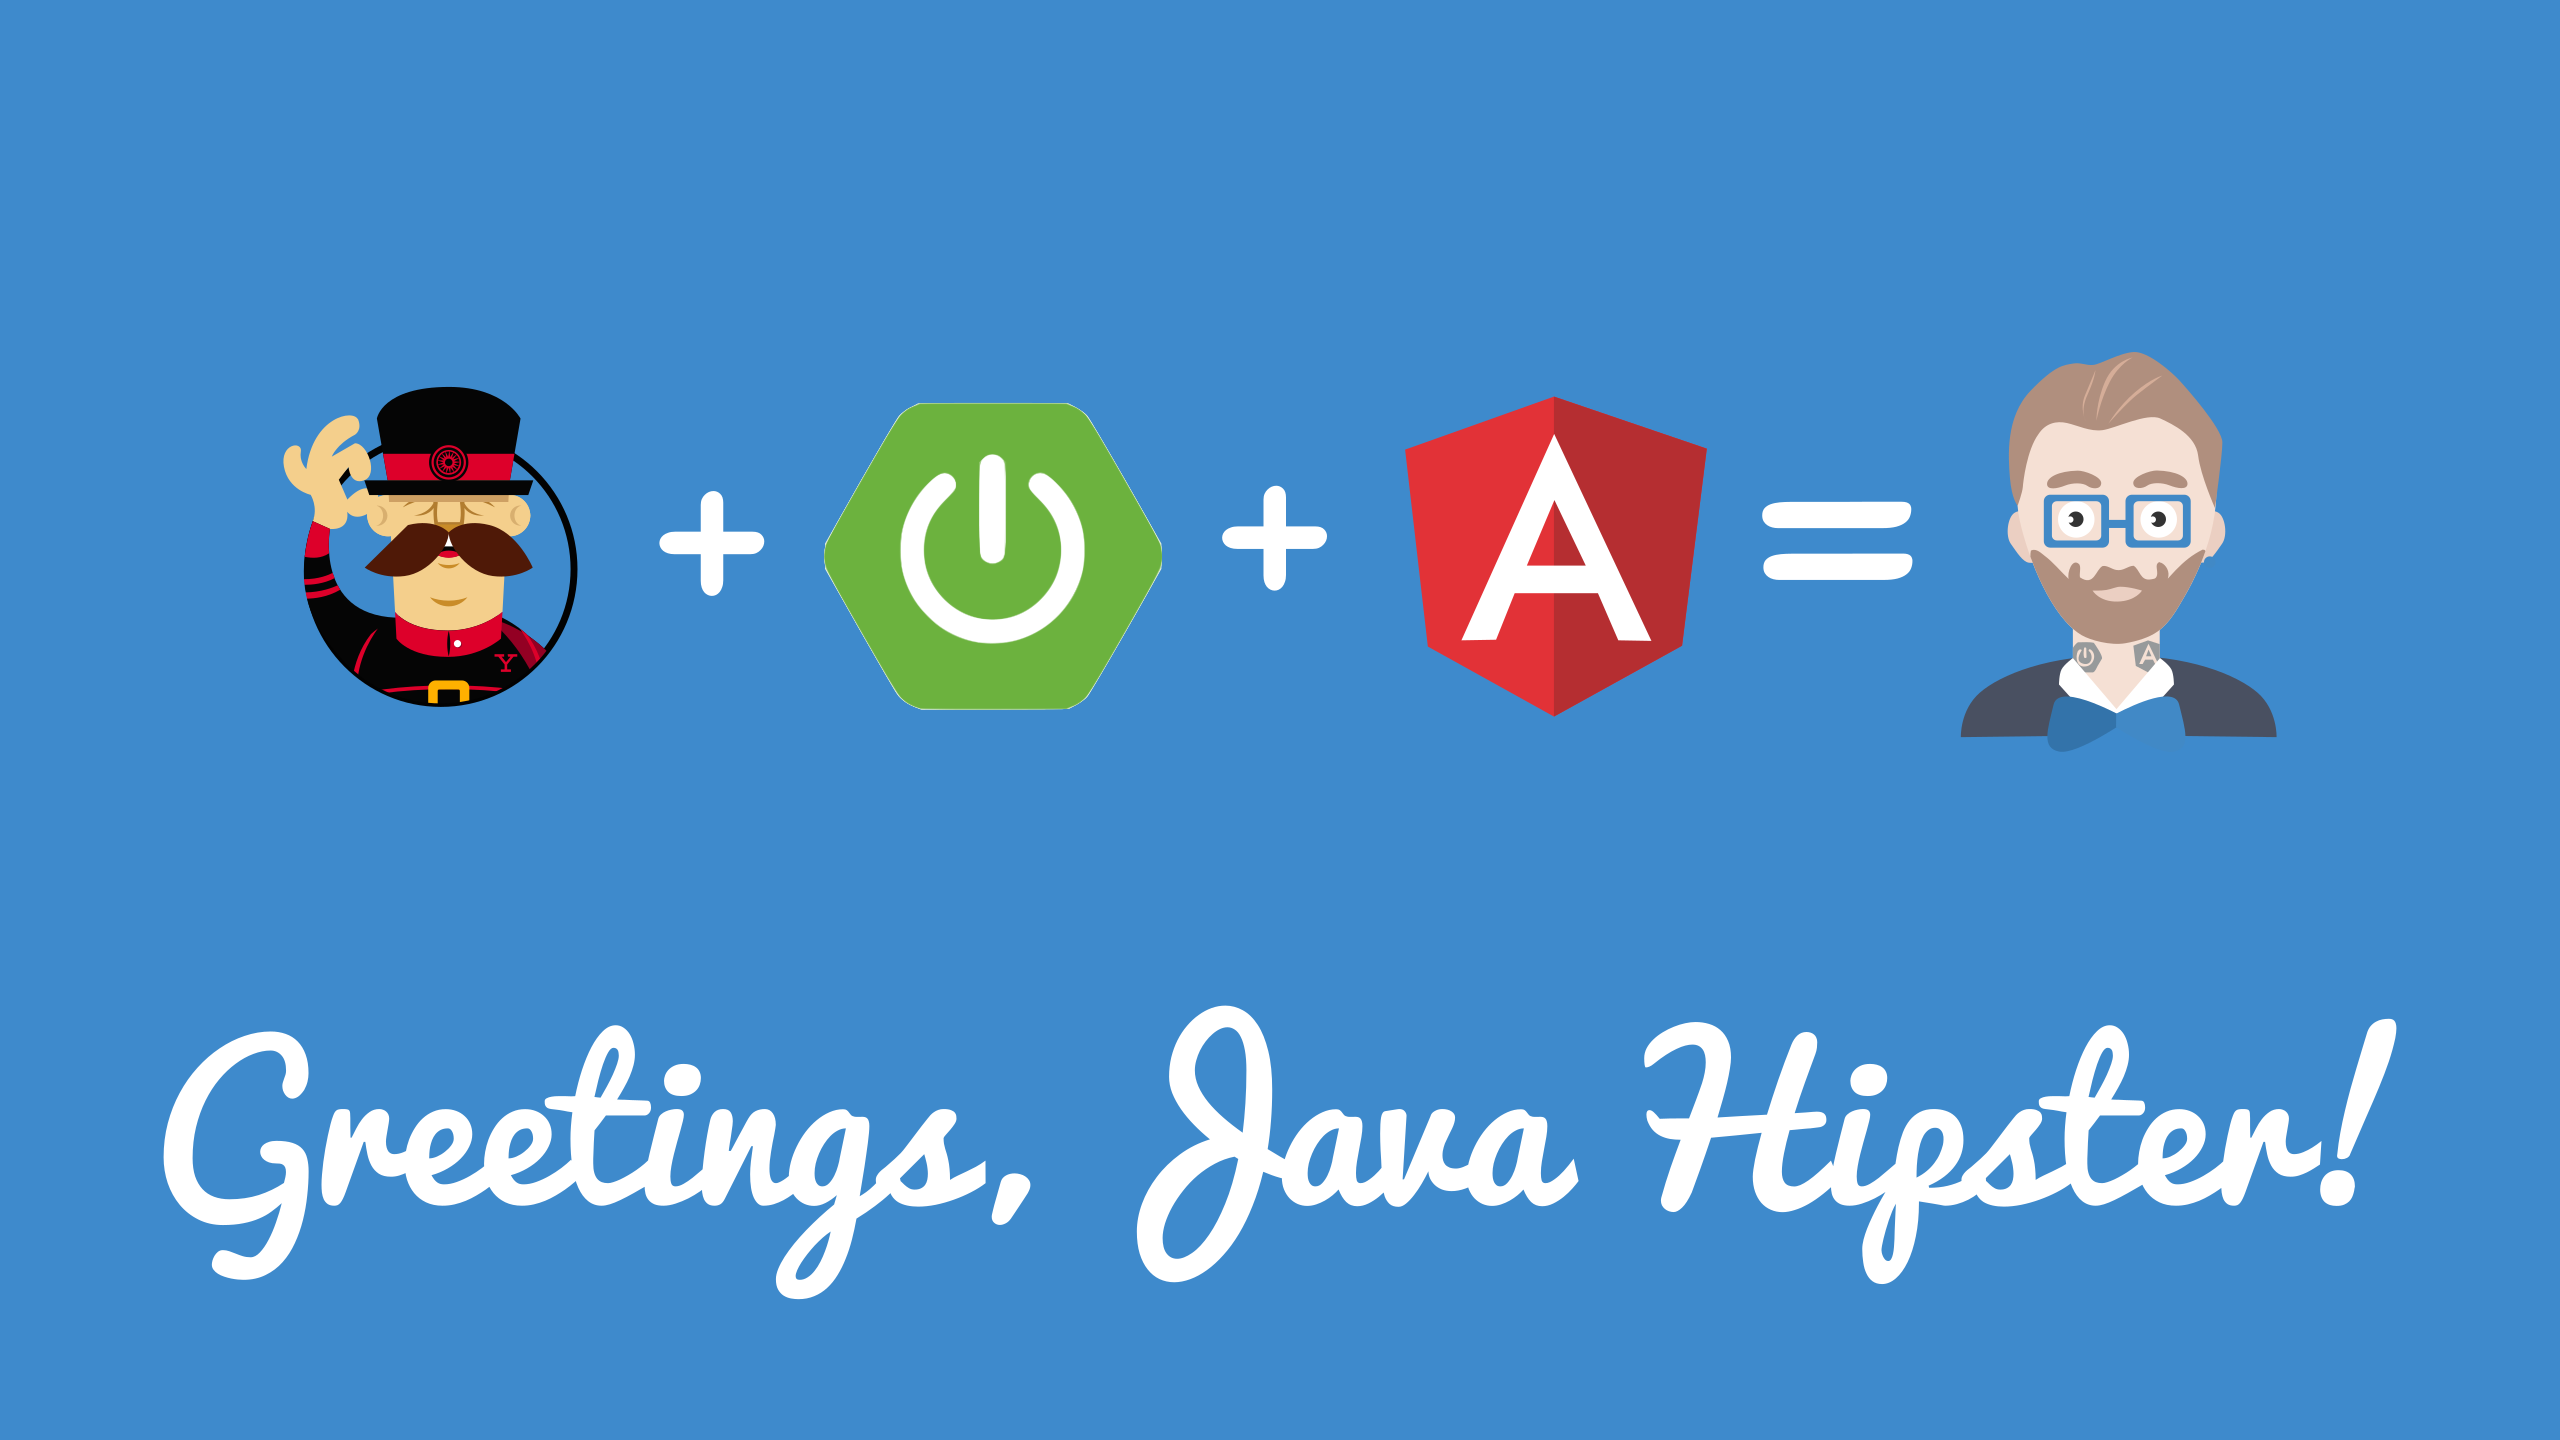 Y
+ + A =
A
Greetings, Java Hipster!